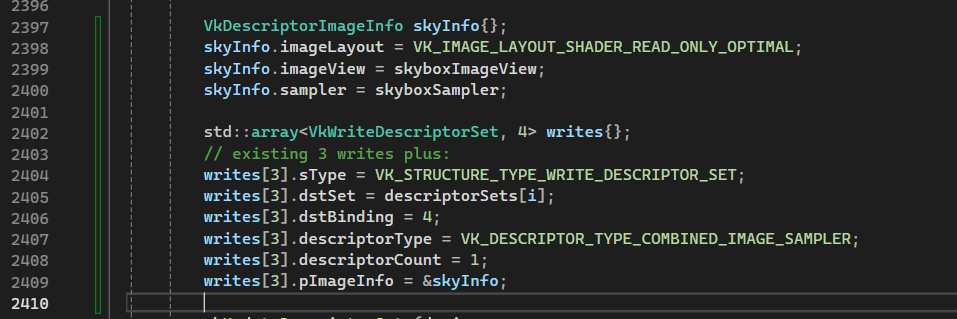 2396
2397 VkDescriptorImageInfo skyInfo{};
2398 skyInfo.imageLayout = VK_IMAGE_LAYOUT_SHADER_READ_ONLY_OPTIMAL;
2399 skyInfo.imageView = skyboxImageView;
2400 skyInfo.sampler = skyboxSampler;
2401
2402 std::array<VkWriteDescriptorSet, 4> writes{};
2403 // existing 3 writes plus:
2404 writes[3].sType = VK_STRUCTURE_TYPE_WRITE_DESCRIPTOR_SET;
2405 writes[3].dstSet = descriptorSets[i];
2406 writes[3].dstBinding = 4;
2407 writes[3].descriptorType = VK_DESCRIPTOR_TYPE_COMBINED_IMAGE_SAMPLER;
2408 writes[3].descriptorCount = 1;
2409 writes[3].pImageInfo = &skyInfo;
2410